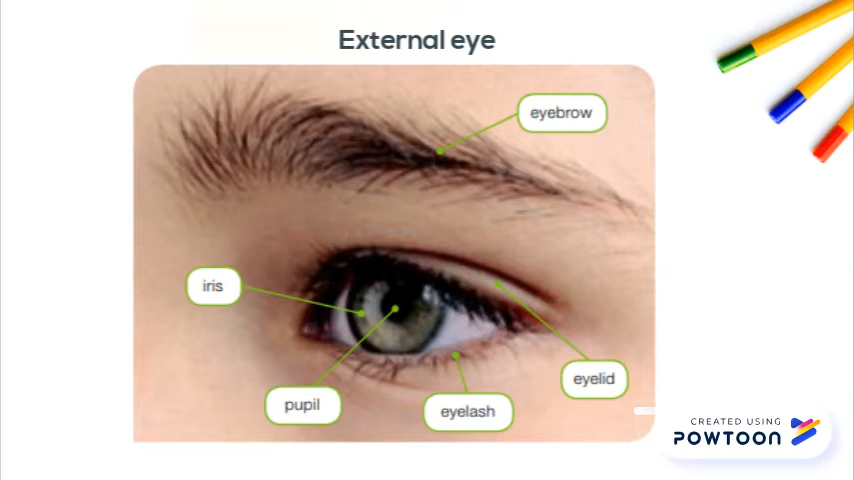 External eye
eyebrow
iris
eyelid
pupil
eyelash
CREATED USING
POWTOON